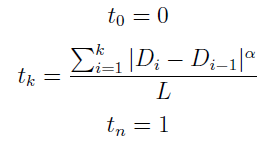 t_0 = 0
t_k = \frac{\sum_{i=1}^{k} |D_i - D_{i-1}|^{\alpha}}{L}
t_n = 1